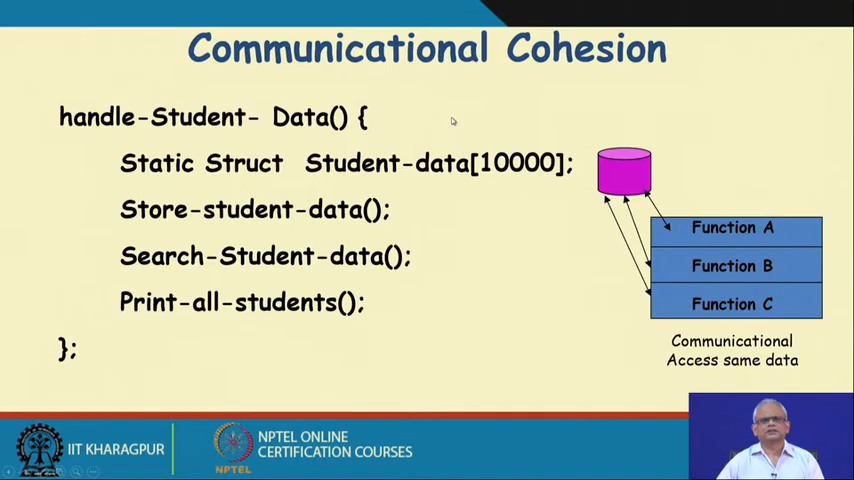 Communicational Cohesion
handle-Student- Data() {
Static Struct Student-data[10000];
Store-student-data();
Search-Student-data();
Print-all-students();
};
Function A
Function B
Function C
Communicational
Access same data
IIT KHARAGPUR
NPTEL
NPTEL ONLINE
CERTIFICATION COURSES